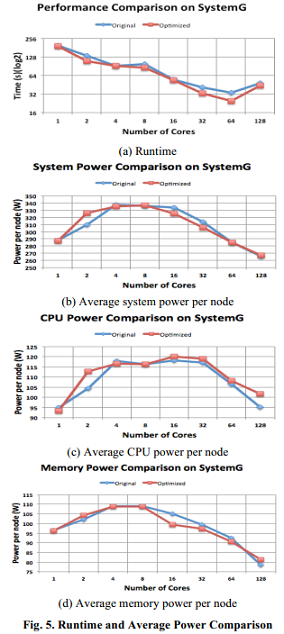 Performance Comparison on SystemG
Original Optimized
Time (s)(log2)
256
128
64
32
16
1 2 4 8 16 32 64 128
Number of Cores
(a) Runtime
System Power Comparison on SystemG
Original Optimized
Power per node (W)
350
340
330
320
310
300
290
280
270
260
250
1 2 4 8 16 32 64 128
Number of Cores
(b) Average system power per node
CPU Power Comparison on SystemG
Original Optimized
Power per node (W)
125
120
115
110
105
100
95
90
1 2 4 8 16 32 64 128
Number of Cores
(c) Average CPU power per node
Memory Power Comparison on SystemG
Original Optimized
Power per node (W)
115
110
105
100
95
90
85
80
75
1 2 4 8 16 32 64 128
Number of Cores
(d) Average memory power per node
Fig. 5. Runtime and Average Power Comparison